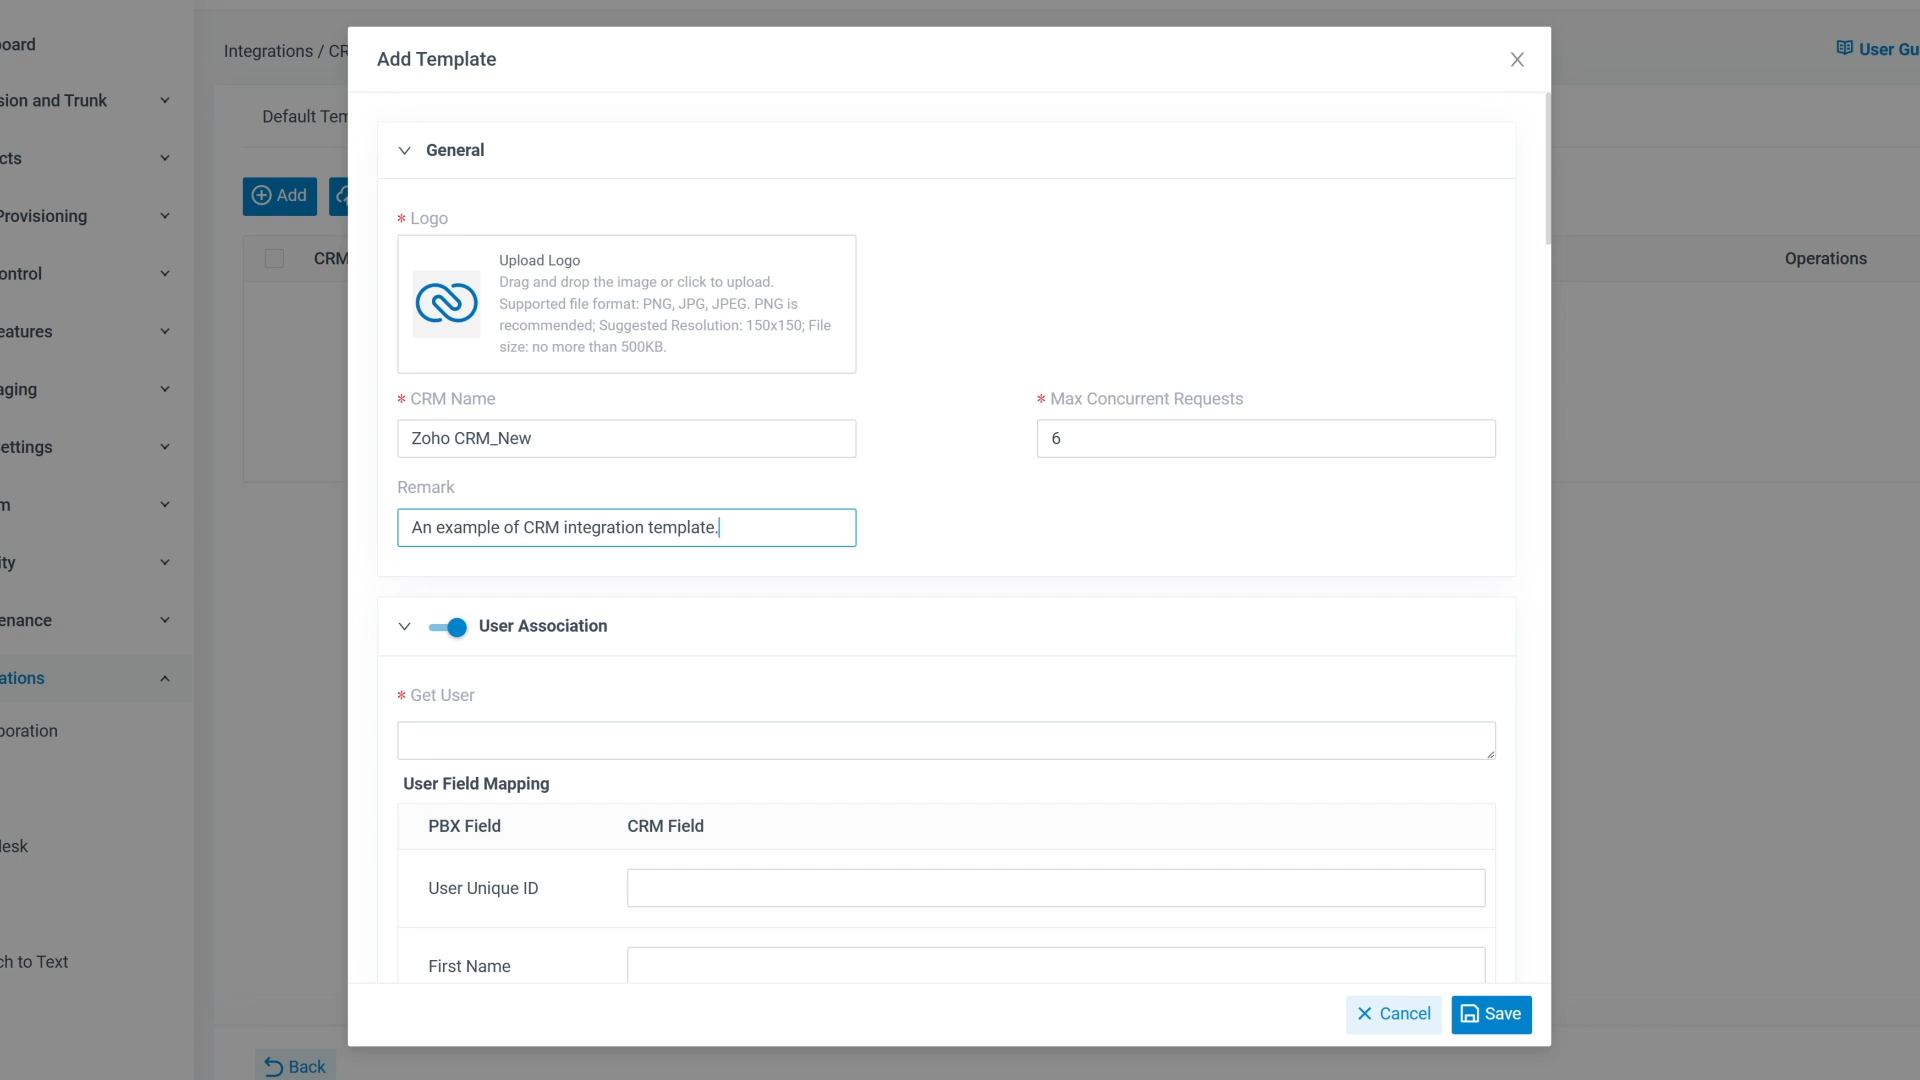 Integrations / CR
User Gu
Default Tem
Add
CRM
Operations
Back
oard
sion and Trunk
cts
Provisioning
ontrol
eatures
aging
ettings
m
ity
enance
ations
boration
lesk
ch to Text
Add Template
General
* Logo
Upload Logo
Drag and drop the image or click to upload.
Supported file format: PNG, JPG, JPEG. PNG is
recommended; Suggested Resolution: 150x150; File
size: no more than 500KB.
* CRM Name
* Max Concurrent Requests
Zoho CRM_New
6
Remark
An example of CRM integration template.
User Association
* Get User
User Field Mapping
PBX Field
CRM Field
User Unique ID
First Name
Cancel
Save